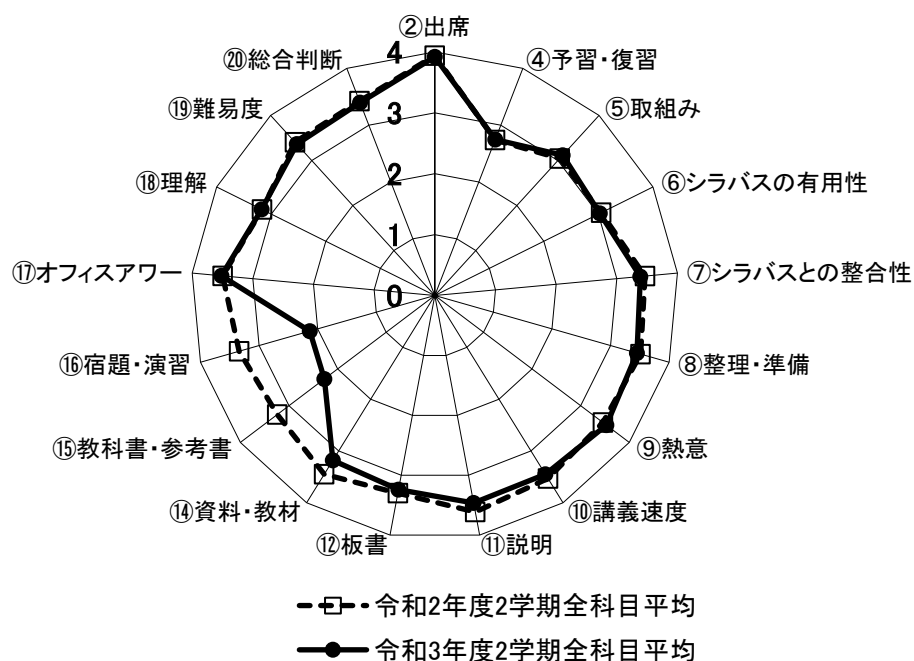 ②出席
④予習・復習
⑤取組み
⑥シラバスの有用性
⑦シラバスとの整合性
⑧整理・準備
⑨熱意
⑩講義速度
⑪説明
⑫板書
⑭資料・教材
⑮教科書・参考書
⑯宿題・演習
⑰オフィスアワー
⑱理解
⑲難易度
⑳総合判断
4
3
2
1
0
令和2年度2学期全科目平均
令和3年度2学期全科目平均